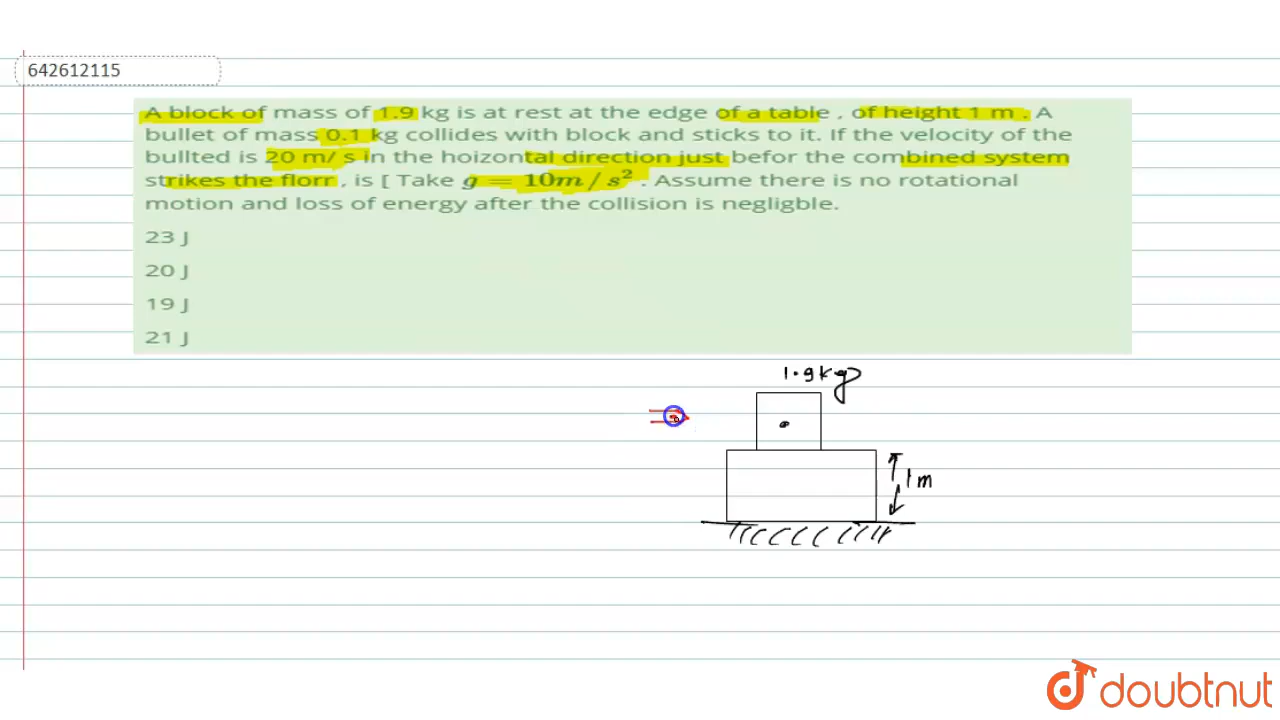 642612115
A block of mass of 1.9 kg is at rest at the edge of a table , of height 1 m . A
bullet of mass 0.1 kg collides with block and sticks to it. If the velocity of the
bullted is 20 m/ s in the hoizontal direction just befor the combined system
strikes the florr , is [ Take g = 10m/s² . Assume there is no rotational
motion and loss of energy after the collision is negligble.
23 J
20 J
19 J
21 J
1.9kg
1m
doubtnut